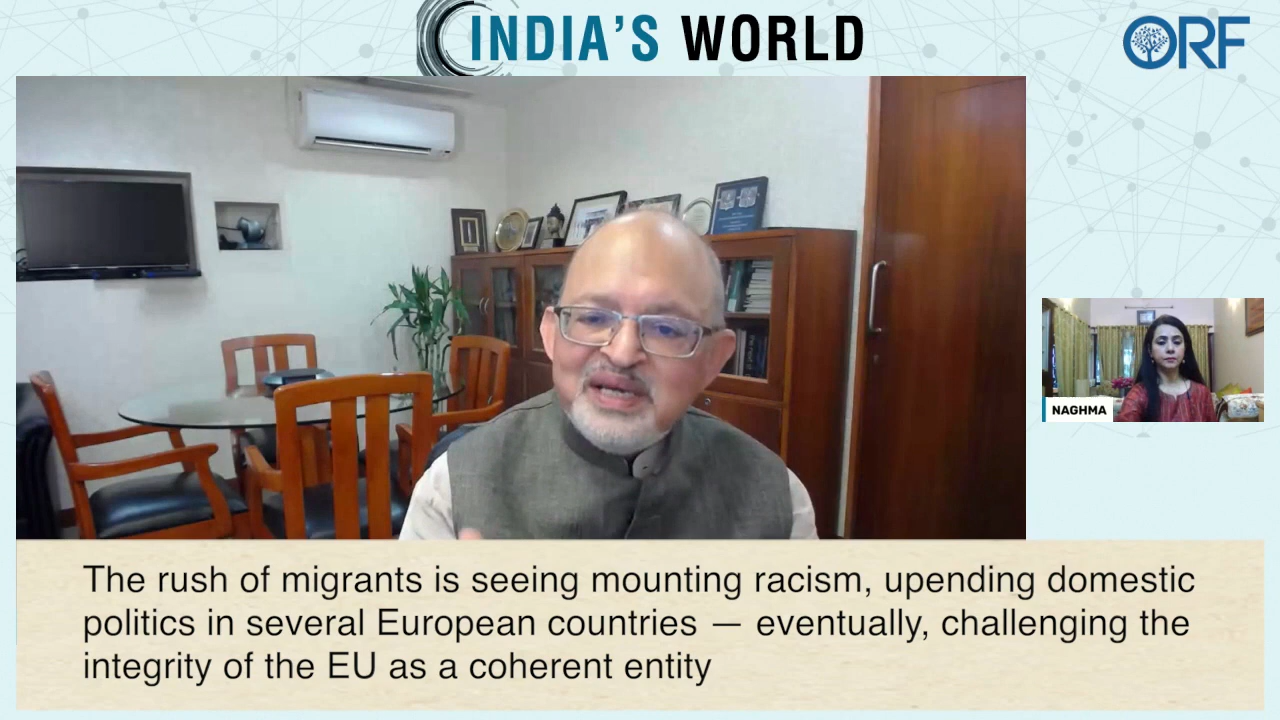 INDIA'S WORLD
ORF
NAGHMA
The rush of migrants is seeing mounting racism, upending domestic
politics in several European countries — eventually, challenging the
integrity of the EU as a coherent entity